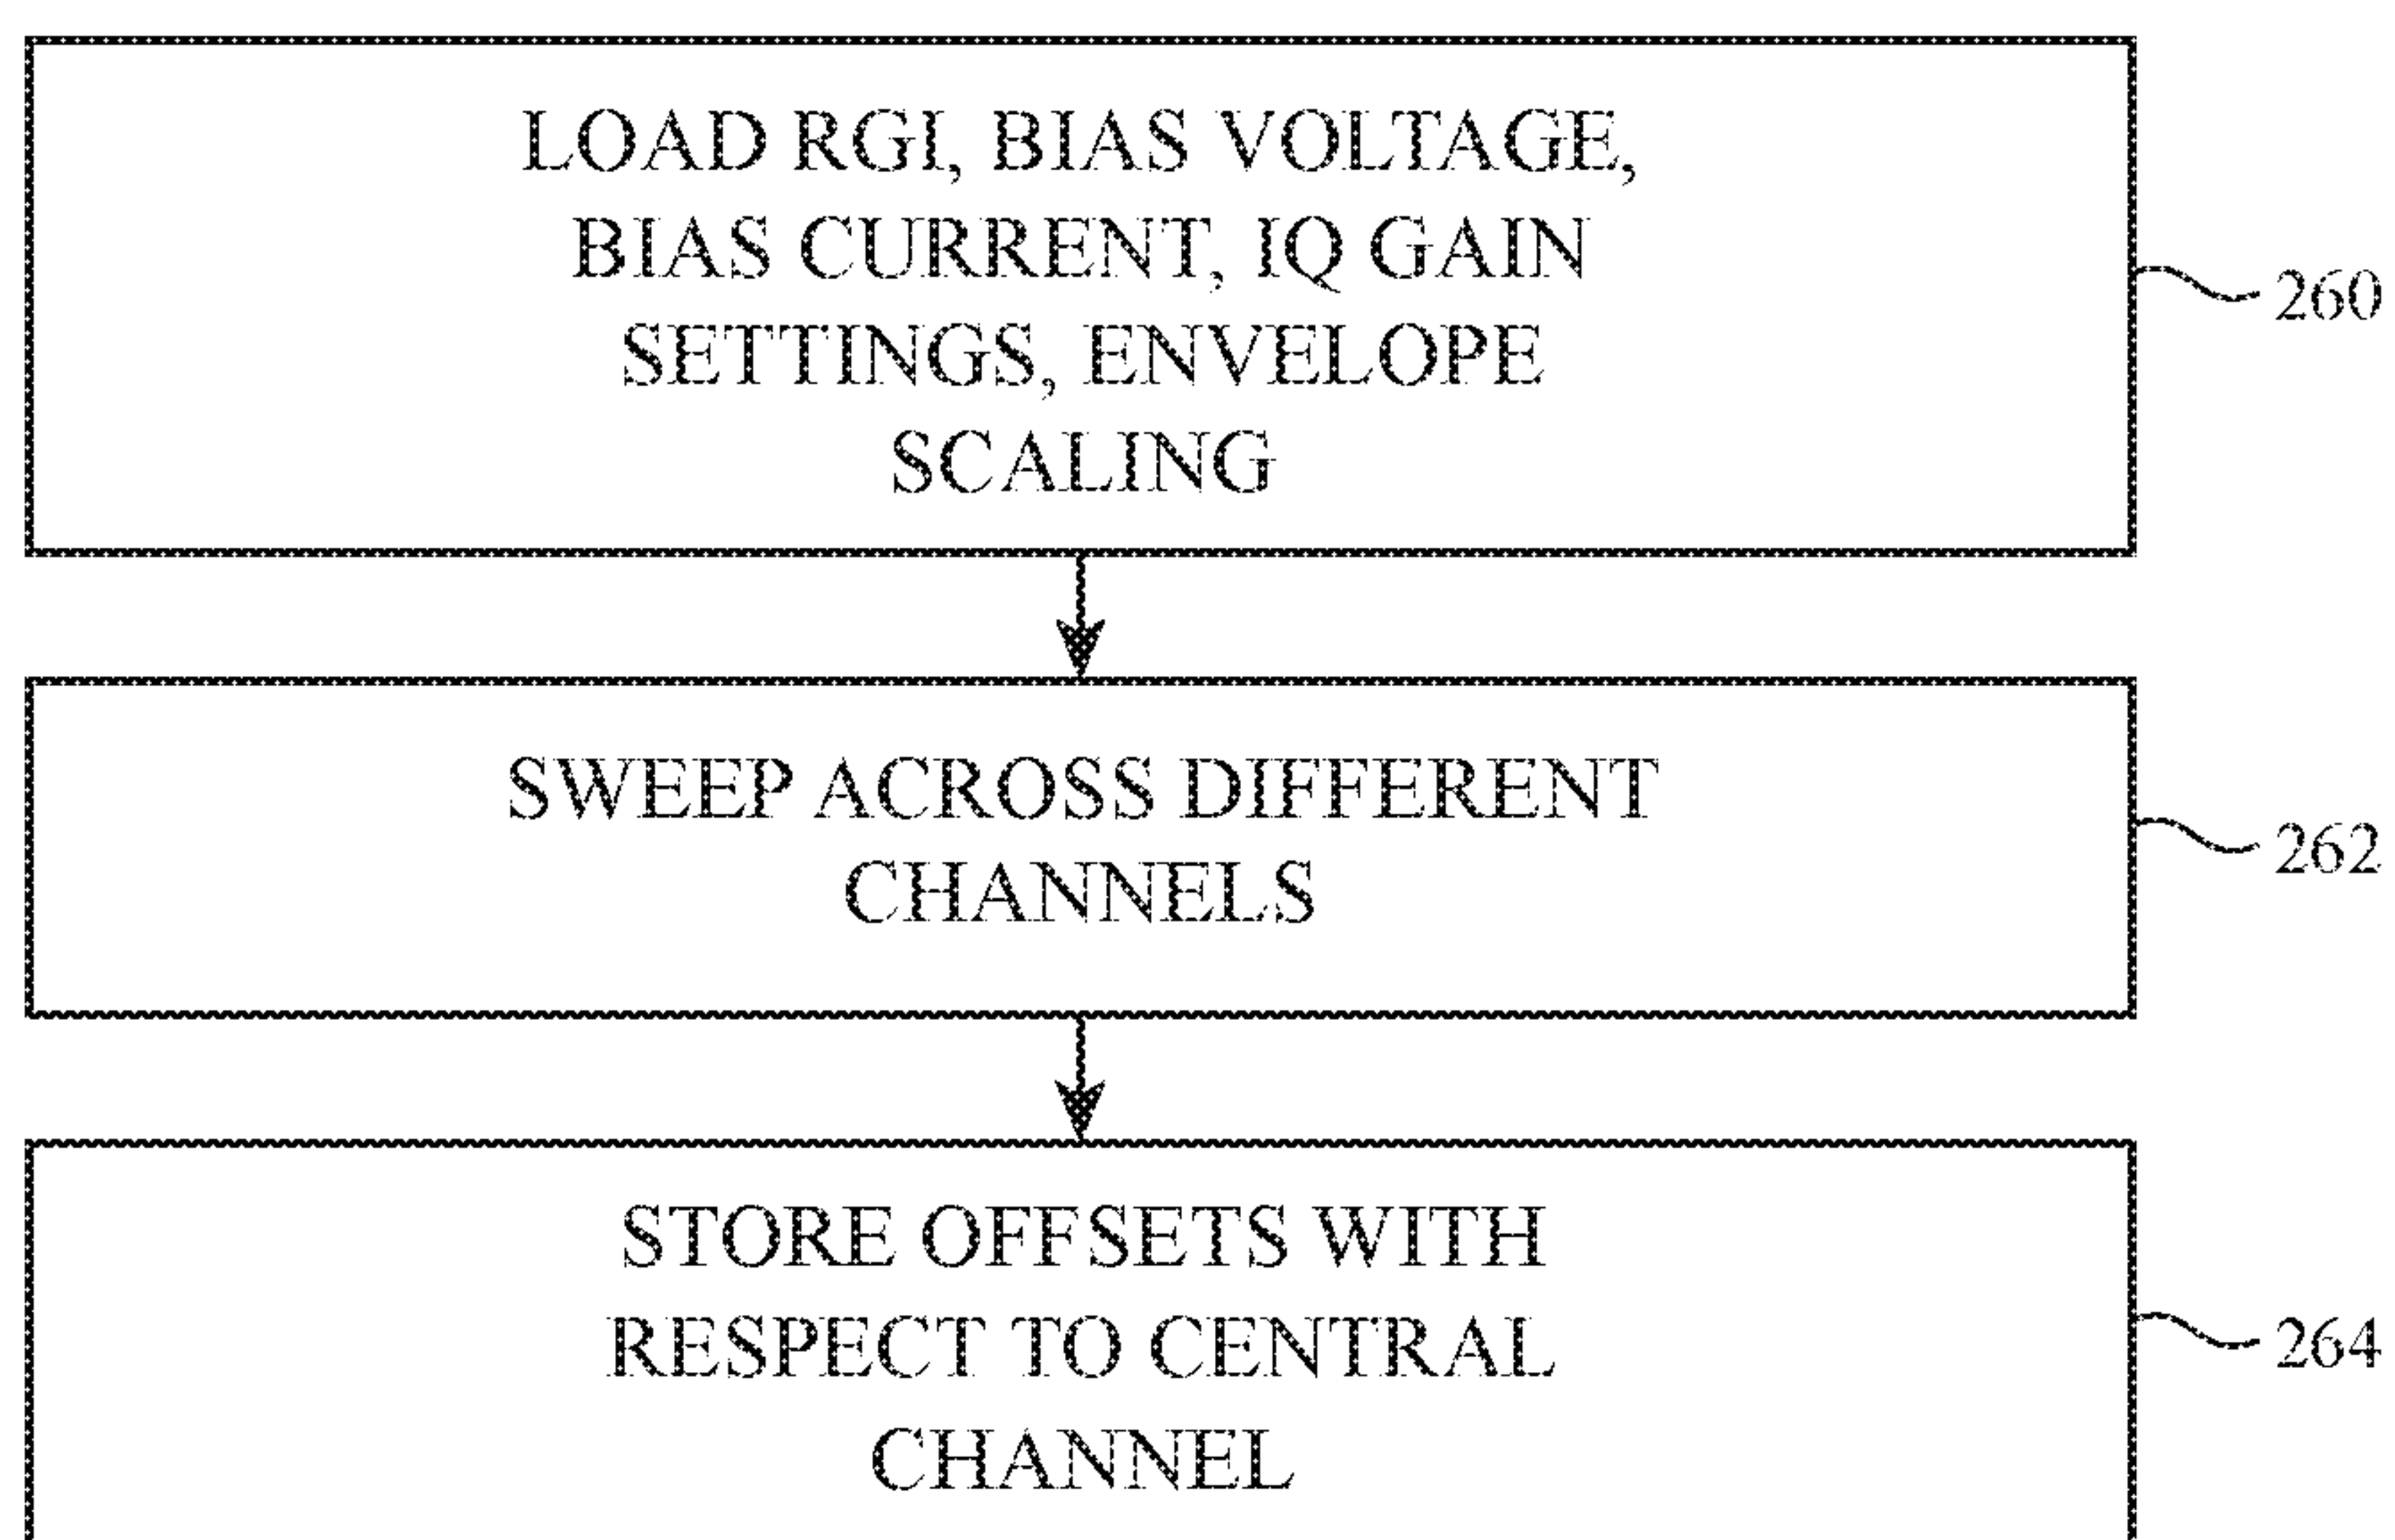 LOAD RGI, BIAS VOLTAGE,
BIAS CURRENT, IQ GAIN
SETTINGS, ENVELOPE
SCALING
260
SWEEP ACROSS DIFFERENT
CHANNELS
262
STORE OFFSETS WITH
RESPECT TO CENTRAL
CHANNEL
264